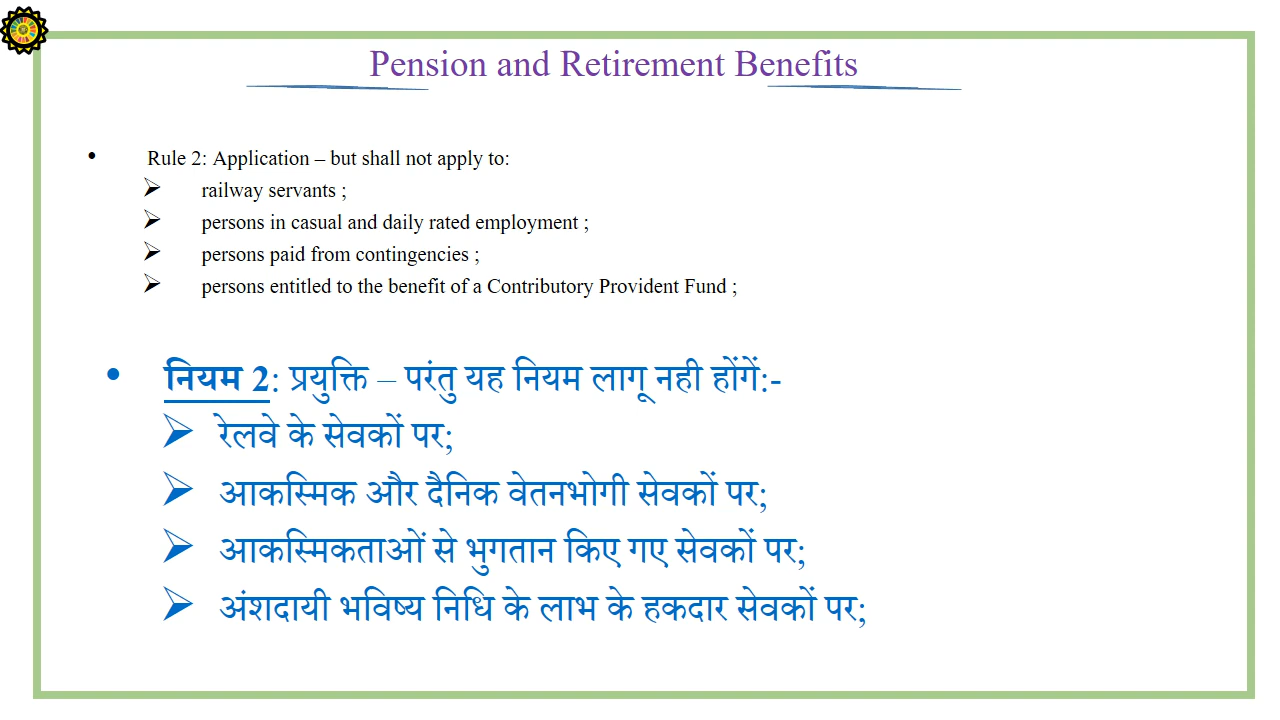 Pension and Retirement Benefits
• Rule 2: Application – but shall not apply to:
➢ railway servants ;
➢ persons in casual and daily rated employment ;
➢ persons paid from contingencies ;
➢ persons entitled to the benefit of a Contributory Provident Fund ;
• नियम 2: प्रयुक्ति – परंतु यह नियम लागू नही होंगें:-
➢ रेलवे के सेवकों पर;
➢ आकस्मिक और दैनिक वेतनभोगी सेवकों पर;
➢ आकस्मिकताओं से भुगतान किए गए सेवकों पर;
➢ अंशदायी भविष्य निधि के लाभ के हकदार सेवकों पर;